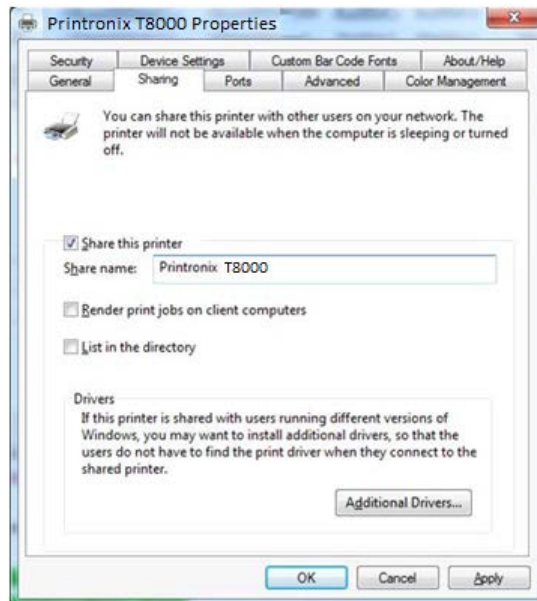 Printronix T8000 Properties
Security Device Settings Custom Bar Code Fonts About/Help
General Sharing Ports Advanced Color Management
You can share this printer with other users on your network. The
printer will not be available when the computer is sleeping or turned
off.
Share this printer
Share name: Printronix T8000
Render print jobs on client computers
List in the directory
Drivers
If this printer is shared with users running different versions of
Windows, you may want to install additional drivers, so that the
users do not have to find the print driver when they connect to the
shared printer.
Additional Drivers...
OK Cancel Apply